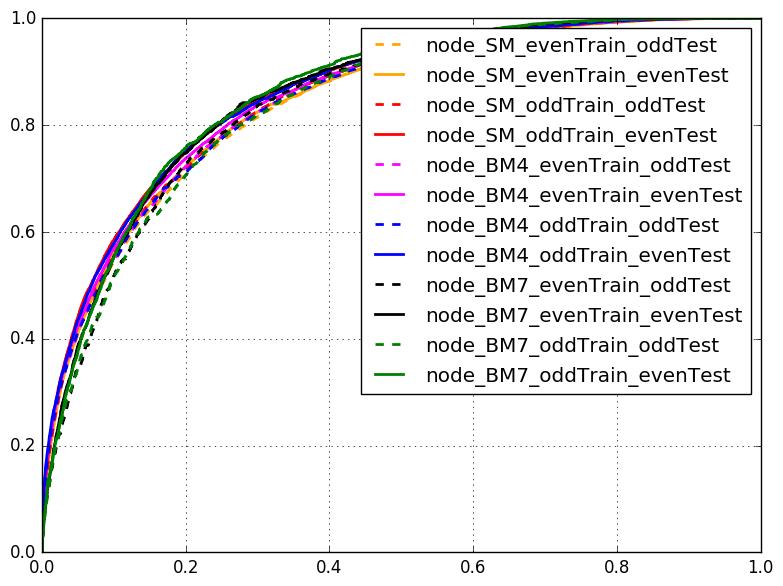 1.0
0.8
0.6
0.4
0.2
0.0
0.0 0.2 0.4 0.6 0.8 1.0
node_SM_evenTrain_oddTest
node_SM_evenTrain_evenTest
node_SM_oddTrain_oddTest
node_SM_oddTrain_evenTest
node_BM4_evenTrain_oddTest
node_BM4_evenTrain_evenTest
node_BM4_oddTrain_oddTest
node_BM4_oddTrain_evenTest
node_BM7_evenTrain_oddTest
node_BM7_evenTrain_evenTest
node_BM7_oddTrain_oddTest
node_BM7_oddTrain_evenTest